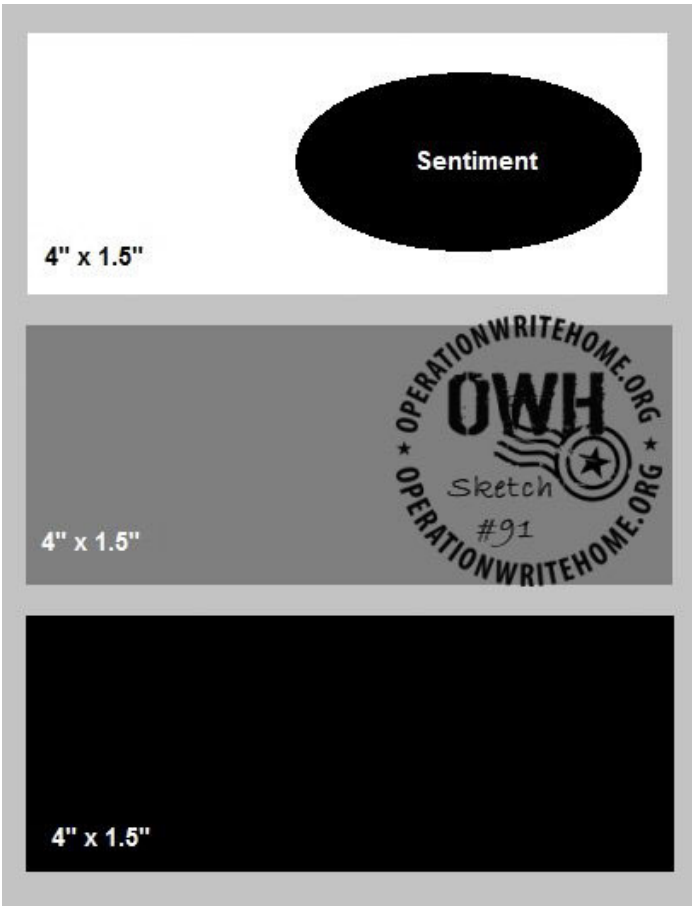 Sentiment
4" x 1.5"
OPERATIONWRITEHOME.ORG
OWH
Sketch
#91
OPERATIONWRITEHOME.ORG
4" x 1.5"
4" x 1.5"